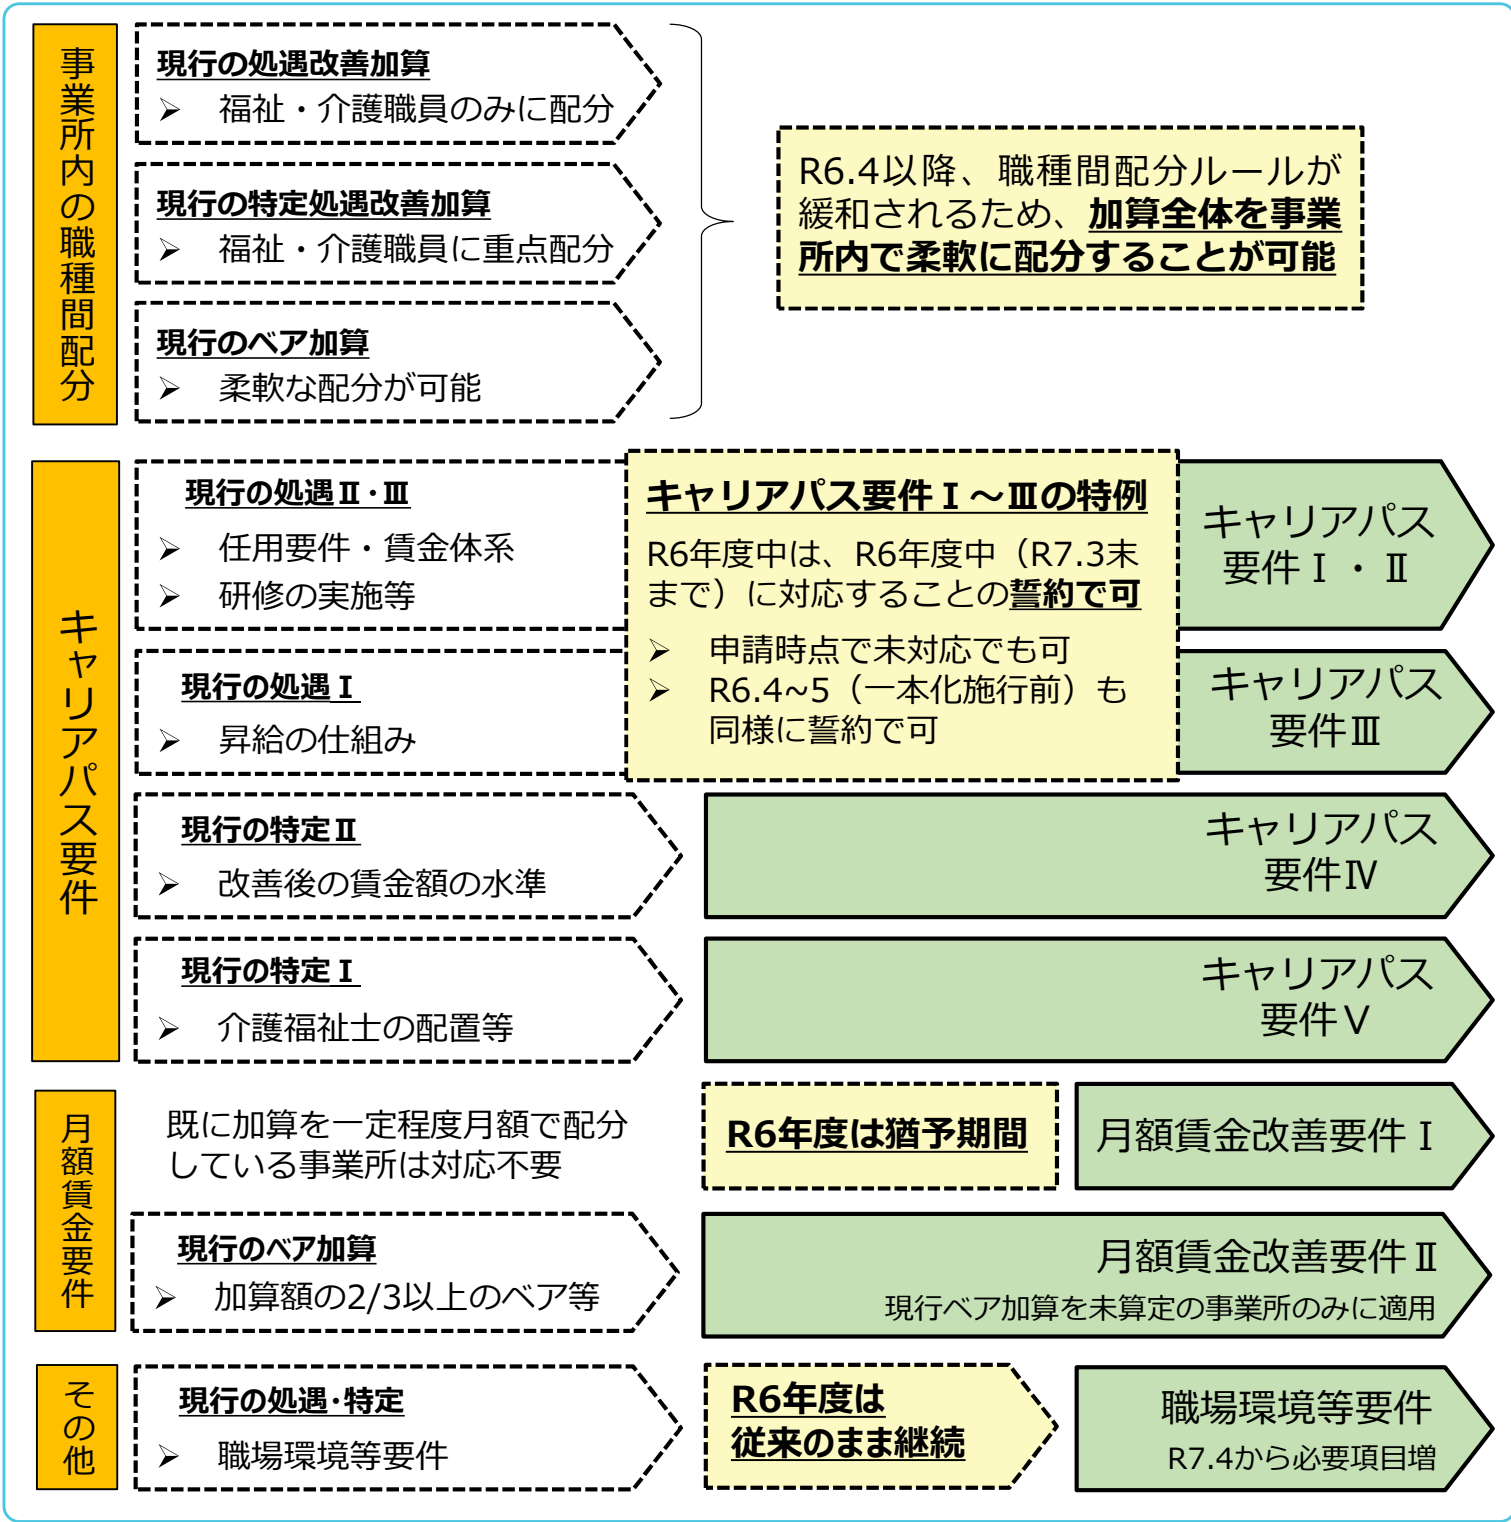 事業所内の職種間配分
現行の処遇改善加算
➢ 福祉・介護職員のみに配分
現行の特定処遇改善加算
➢ 福祉・介護職員に重点配分
現行のベア加算
➢ 柔軟な配分が可能
R6.4以降、職種間配分ルールが
緩和されるため、加算全体を事業
所内で柔軟に配分することが可能
キャリアパス要件
現行の処遇Ⅱ・Ⅲ
➢ 任用要件・賃金体系
➢ 研修の実施等
現行の処遇Ⅰ
➢ 昇給の仕組み
キャリアパス要件Ⅰ～Ⅲの特例
R6年度中は、R6年度中（R7.3末
まで）に対応することの誓約で可
➢ 申請時点で未対応でも可
➢ R6.4~5（一本化施行前）も
同様に誓約で可
キャリアパス
要件Ⅰ・Ⅱ
キャリアパス
要件Ⅲ
現行の特定Ⅱ
➢ 改善後の賃金額の水準
キャリアパス
要件Ⅳ
現行の特定Ⅰ
➢ 介護福祉士の配置等
キャリアパス
要件Ⅴ
月額賃金要件
既に加算を一定程度月額で配分
している事業所は対応不要
R6年度は猶予期間
月額賃金改善要件Ⅰ
現行のベア加算
➢ 加算額の2/3以上のベア等
月額賃金改善要件Ⅱ
現行ベア加算を未算定の事業所のみに適用
その他
現行の処遇・特定
➢ 職場環境等要件
R6年度は
従来のまま継続
職場環境等要件
R7.4から必要項目増